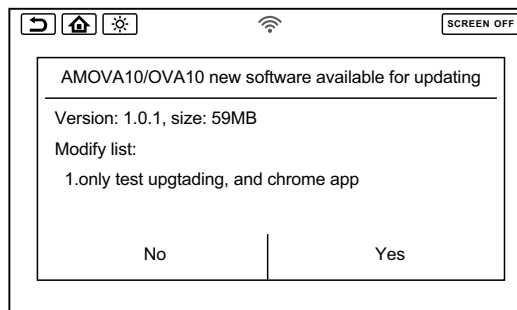 SCREEN OFF
AMOVA10/OVA10 new software available for updating
Version: 1.0.1, size: 59MB
Modify list:
1.only test upgtading, and chrome app
No
Yes